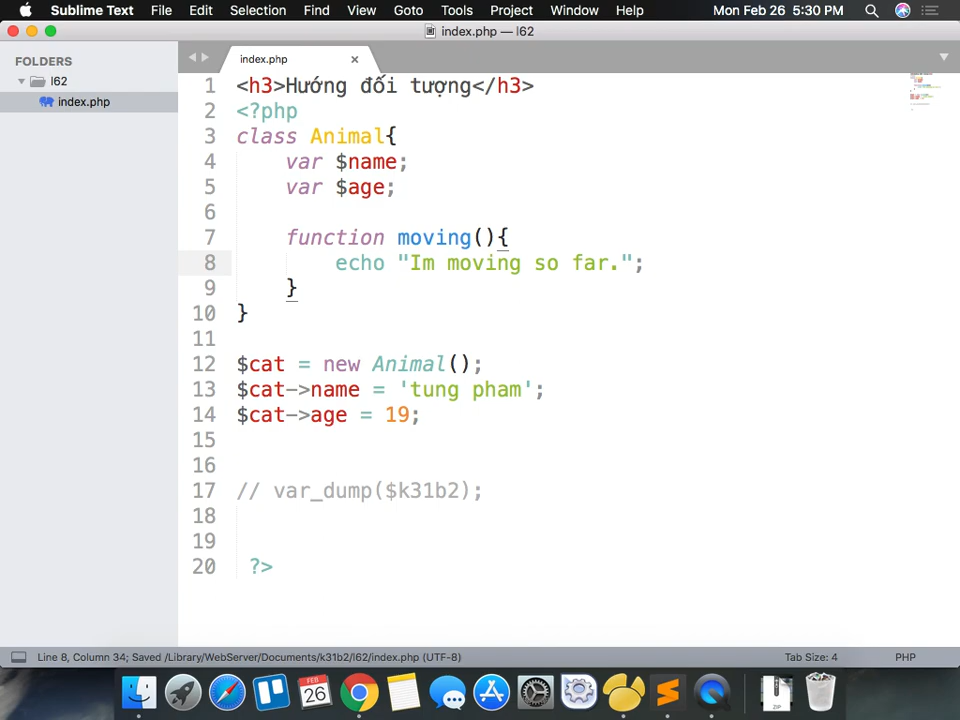 Sublime Text File Edit Selection Find View Goto Tools Project Window Help Mon Feb 26 5:30 PM
index.php — l62
FOLDERS
l62
index.php
index.php
1 <h3>Hướng đối tượng</h3>
2 <?php
3 class Animal{
4 var $name;
5 var $age;
6
7 function moving(){
8 echo "Im moving so far.";
9 }
10 }
11
12 $cat = new Animal();
13 $cat->name = 'tung pham';
14 $cat->age = 19;
15
16
17 // var_dump($k31b2);
18
19
20 ?>
Line 8, Column 34; Saved /Library/WebServer/Documents/k31b2/l62/index.php (UTF-8) Tab Size: 4 PHP
FEB
26
ZIP